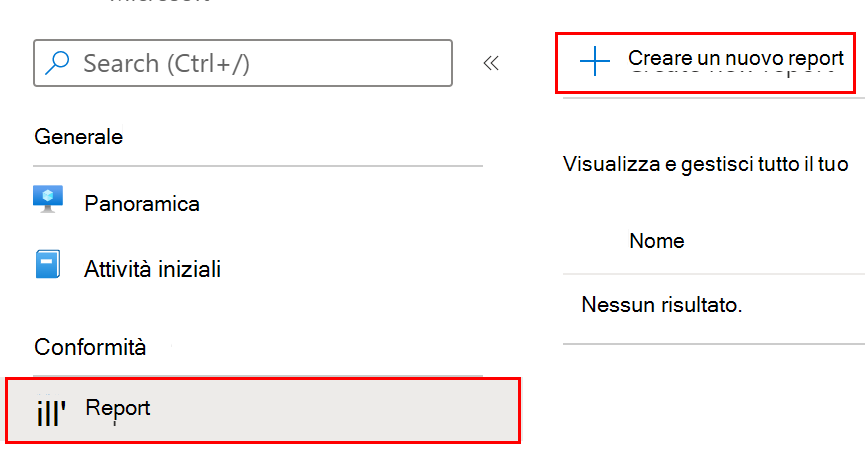 Search (Ctrl+/)
Generale
Panoramica
Attività iniziali
Conformità
Report
Creare un nuovo report
Visualizza e gestisci tutto il tuo
Nome
Nessun risultato.